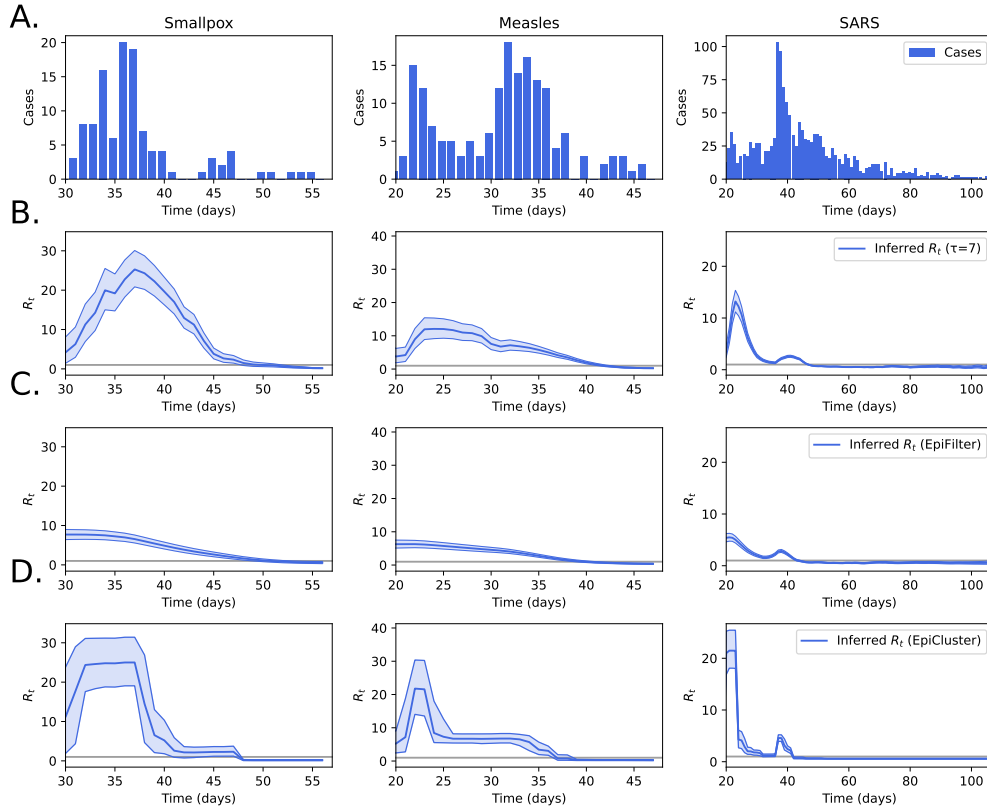 A.
Smallpox
Measles
SARS
20
15
10
5
0
Cases
30 35 40 45 50 55
Time (days)
15
10
5
0
Cases
20 25 30 35 40 45
Time (days)
100
75
50
25
0
Cases
Cases
20 40 60 80 100
Time (days)
B.
30
20
10
0
Rt
30 35 40 45 50 55
Time (days)
40
30
20
10
0
Rt
20 25 30 35 40 45
Time (days)
20
10
0
Rt
Inferred Rt (τ=7)
20 40 60 80 100
Time (days)
C.
30
20
10
0
Rt
30 35 40 45 50 55
Time (days)
40
30
20
10
0
Rt
20 25 30 35 40 45
Time (days)
20
10
0
Rt
Inferred Rt (EpiFilter)
20 40 60 80 100
Time (days)
D.
30
20
10
0
Rt
30 35 40 45 50 55
Time (days)
40
30
20
10
0
Rt
20 25 30 35 40 45
Time (days)
20
10
0
Rt
Inferred Rt (EpiCluster)
20 40 60 80 100
Time (days)